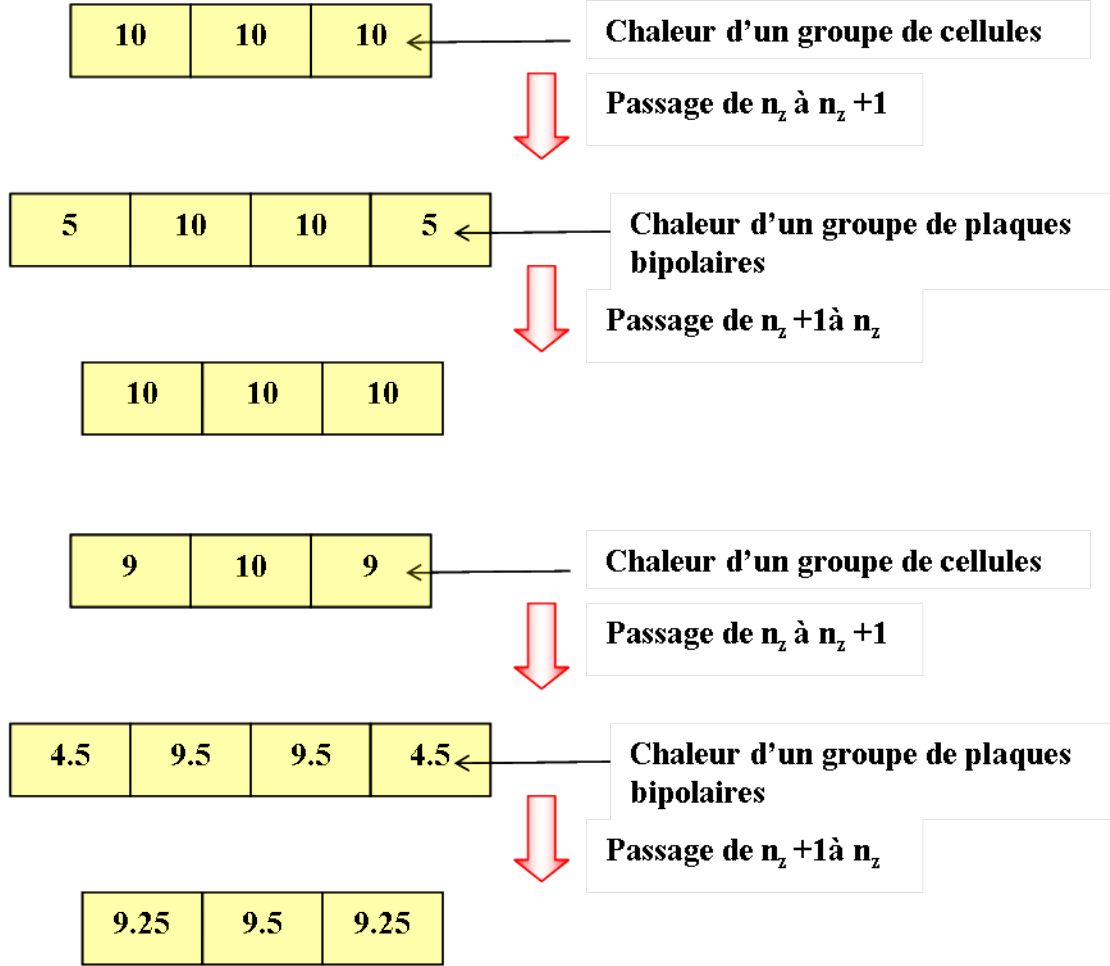 10 10 10 Chaleur d’un groupe de cellules
Passage de nz à nz +1
5 10 10 5 Chaleur d’un groupe de plaques
bipolaires
Passage de nz +1à nz
10 10 10
9 10 9 Chaleur d’un groupe de cellules
Passage de nz à nz +1
4.5 9.5 9.5 4.5 Chaleur d’un groupe de plaques
bipolaires
Passage de nz +1à nz
9.25 9.5 9.25